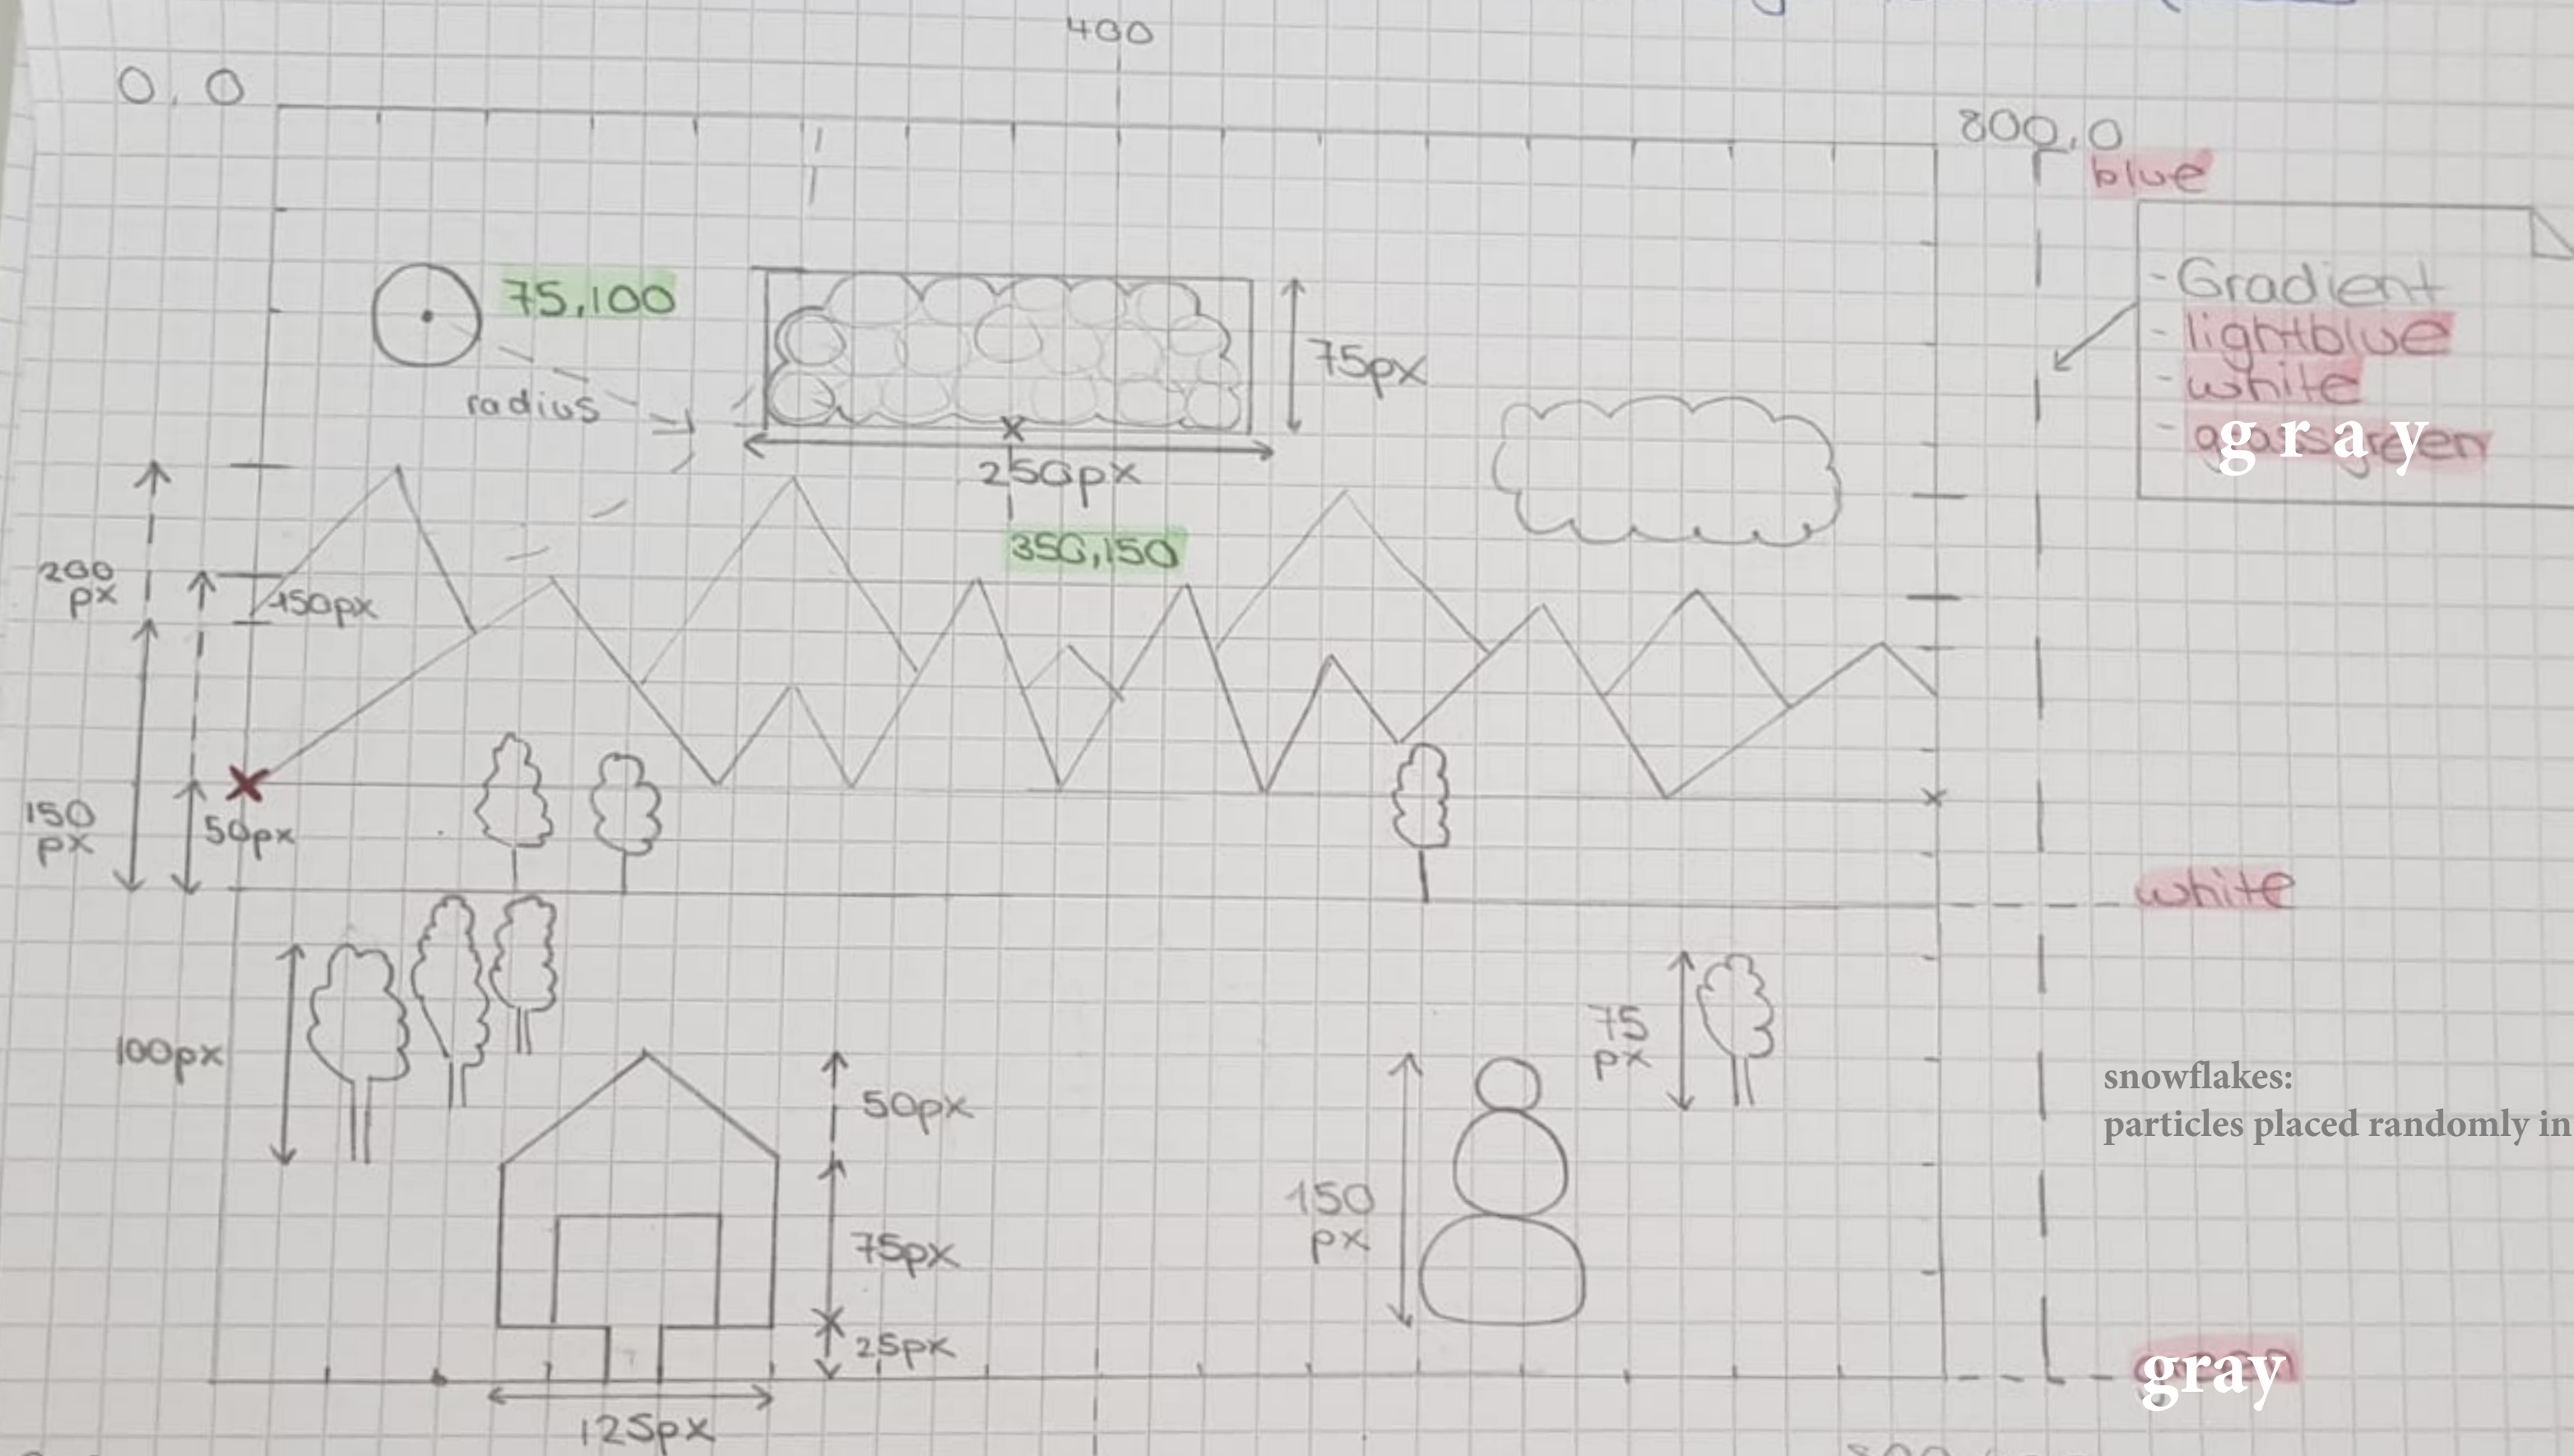 400
0,0
800,0
blue
- Gradient
- lightblue
- white
- gray
75,100
radius
75px
250px
350,150
200
px
150px
150
px
50px
white
100px
75
px
50px
150
px
75px
25px
125px
snowflakes:
particles placed randomly in
gray